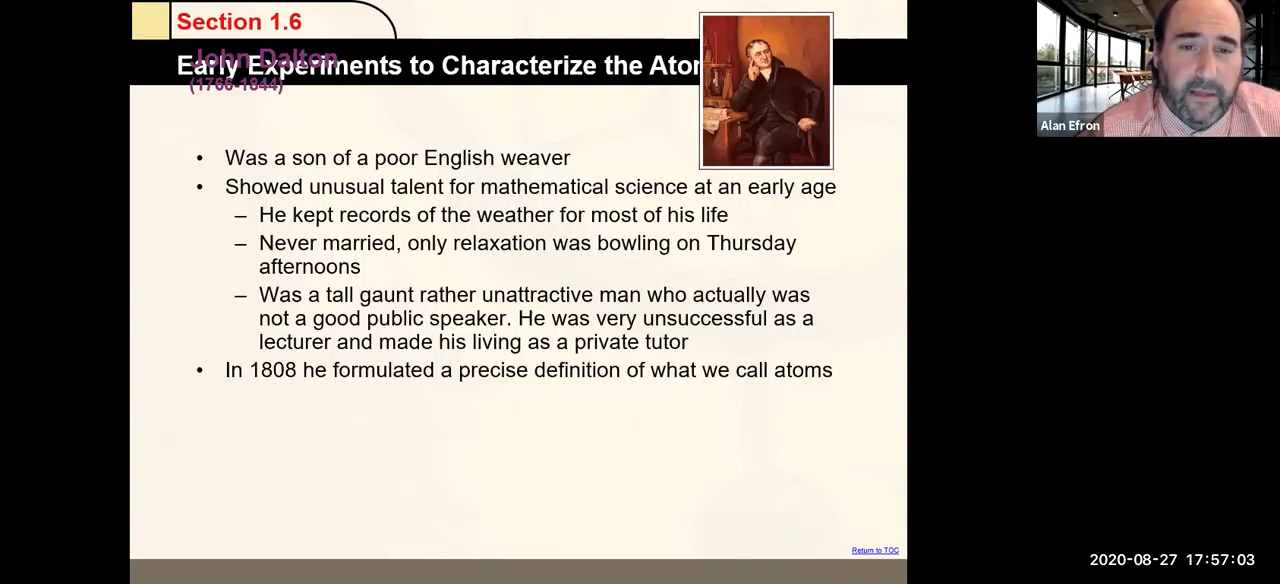 Section 1.6
John Dalton
Early Experiments to Characterize the Ato
(1766-1844)
• Was a son of a poor English weaver
• Showed unusual talent for mathematical science at an early age
– He kept records of the weather for most of his life
– Never married, only relaxation was bowling on Thursday
afternoons
– Was a tall gaunt rather unattractive man who actually was
not a good public speaker. He was very unsuccessful as a
lecturer and made his living as a private tutor
• In 1808 he formulated a precise definition of what we call atoms
Return to TOC
Alan Efron
2020-08-27 17:57:03